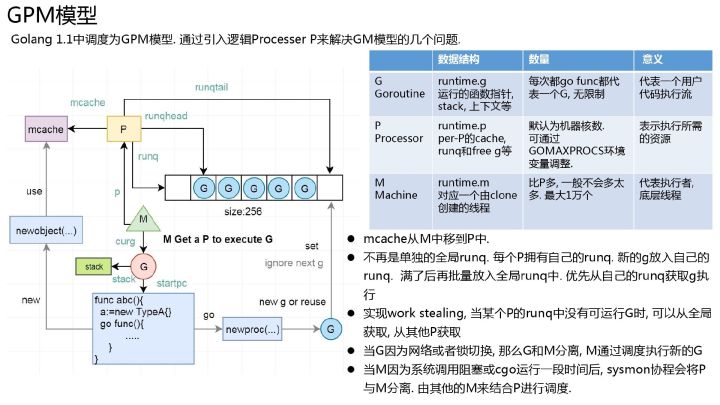 GPM模型
Golang 1.1中调度为GPM模型. 通过引入逻辑Processer P来解决GM模型的几个问题.
runqtail
mcache
runqhead
mcache
P
runq
G G G G G
size:256
use
p
M
newobject(...)
curg
M Get a P to execute G
set
ignore next g
stack
stack
G
startpc
new
new g or reuse
func abc(){
a:=new TypeA{}
go func(){
.....
}
}
go
newproc(...)
G
数据结构 数量 意义
G
Goroutine
runtime.g
运行的函数指针,
stack, 上下文等
每次都go func都代
表一个G, 无限制
代表一个用户
代码执行流
P
Processor
runtime.p
per-P的cache,
runq和free g等
默认为机器核数.
可通过
GOMAXPROCS环境
变量调整.
表示执行所需
的资源
M
Machine
runtime.m
对应一个由clone
创建的线程
比P多, 一般不会多太
多. 最大1万个
代表执行者,
底层线程
● mcache从M中移到P中.
● 不再是单独的全局runq. 每个P拥有自己的runq. 新的g放入自己的
runq. 满了后再批量放入全局runq中. 优先从自己的runq获取g执
行
● 实现work stealing, 当某个P的runq中没有可运行G时, 可以从全局
获取, 从其他P获取
● 当G因为网络或者锁切换, 那么G和M分离, M通过调度执行新的G
● 当M因为系统调用阻塞或cgo运行一段时间后, sysmon协程会将P
与M分离. 由其他的M来结合P进行调度.